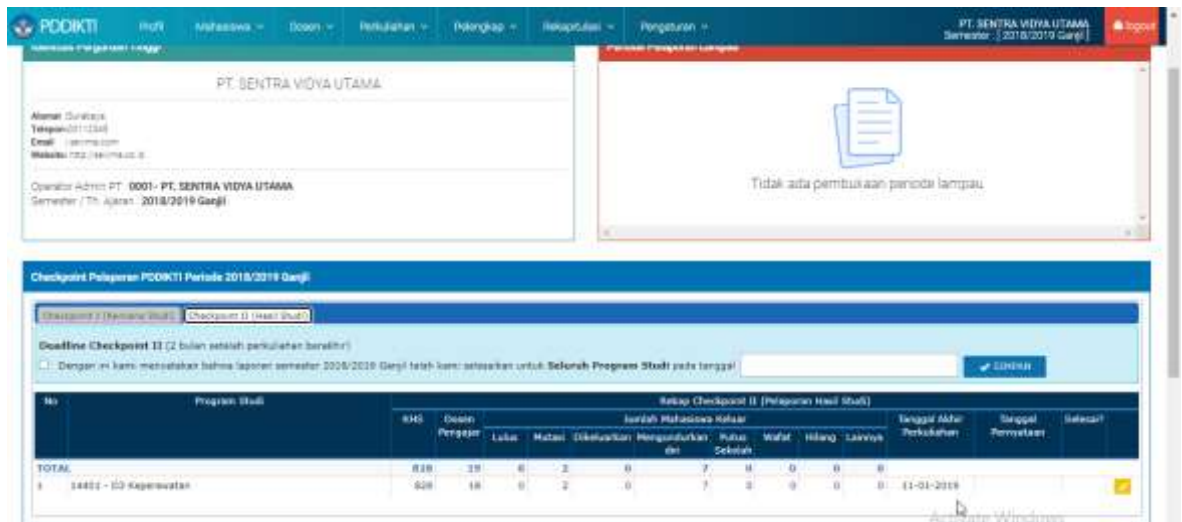 PDDIKTI Profil Mahasiswa Dosen Perkuliahan Pelengkap Rekapitulasi Pengaturan PT. SENTRA VIDYA UTAMA logout
Semester : [ 2018/2019 Ganjil ]
Identitas Perguruan Tinggi
Periode Pelaporan Lampau
PT. SENTRA VIDYA UTAMA
Alamat Surabaya
Telepon
Email
Website
Operator Admin PT 0001- PT. SENTRA VIDYA UTAMA
Semester / Th. Ajaran 2018/2019 Ganjil
Tidak ada pembukaan periode lampau
Checkpoint Pelaporan PDDIKTI Periode 2018/2019 Ganjil
Checkpoint I (Rencana Studi) Checkpoint II (Hasil Studi)
Deadline Checkpoint II (2 bulan setelah perkuliahan berakhir)
Dengan ini kami menyatakan bahwa laporan semester 2018/2019 Ganjil telah kami selesaikan untuk Seluruh Program Studi pada tanggal
No Program Studi Rekap Checkpoint II (Pelaporan Hasil Studi)
KHS Dosen Pengajar Jumlah Mahasiswa Keluar Tanggal Akhir Perkuliahan Tanggal Pernyataan Selesai?
Lulus Mutasi Dikeluarkan Mengundurkan diri Putus Sekolah Wafat Hilang Lainnya
TOTAL 828 19 0 2 0 7 0 0 0 0
1 14401 - D3 Keperawatan 828 2 0 7 0 0 0 0 11-01-2019
Activate Windows